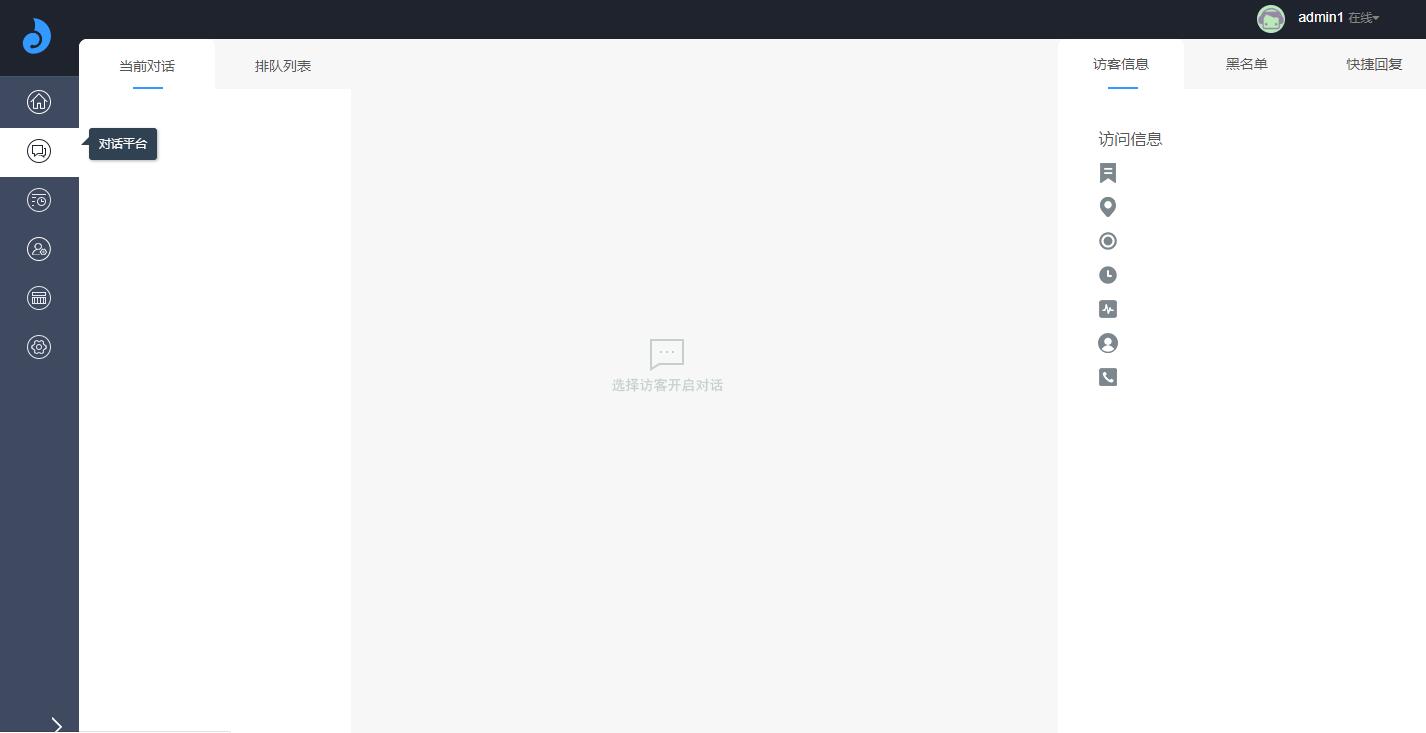 admin1 在线
当前对话
排队列表
访客信息
黑名单
快捷回复
对话平台
访问信息
选择访客开启对话